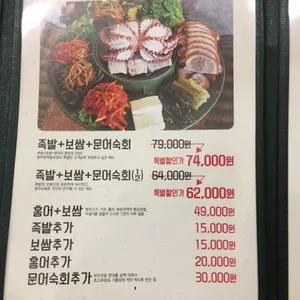 족발+보쌈+문어숙회 79,000원
특별할인가 74,000원
족발+보쌈+문어숙회(½) 64,000원
특별할인가 62,000원
홍어+보쌈 49,000원
족발추가 15,000원
보쌈추가 15,000원
홍어추가 20,000원
문어숙회추가 30,000원